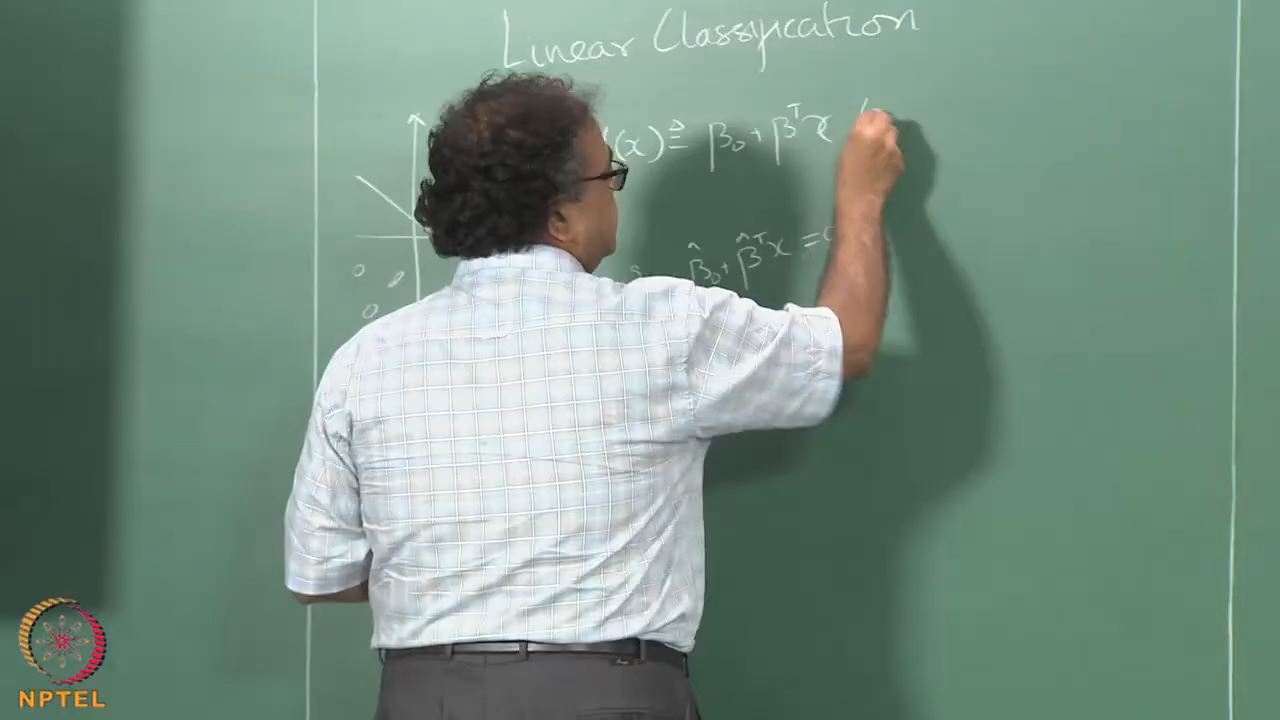 Linear Classification
(x) ≜ β₀ + βᵀx
β̂₀ + β̂ᵀx =
NPTEL